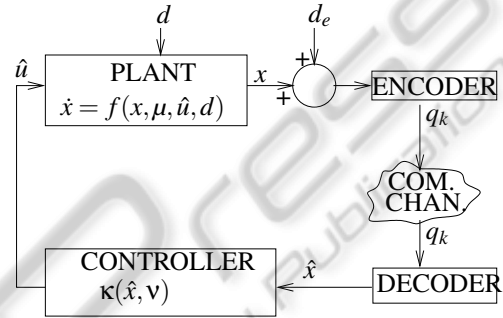 d
d_e
û
PLANT
ẋ = f(x, μ, û, d)
x
+
+
ENCODER
q_k
COM.
CHAN.
q_k
CONTROLLER
κ(x̂, ν)
x̂
DECODER